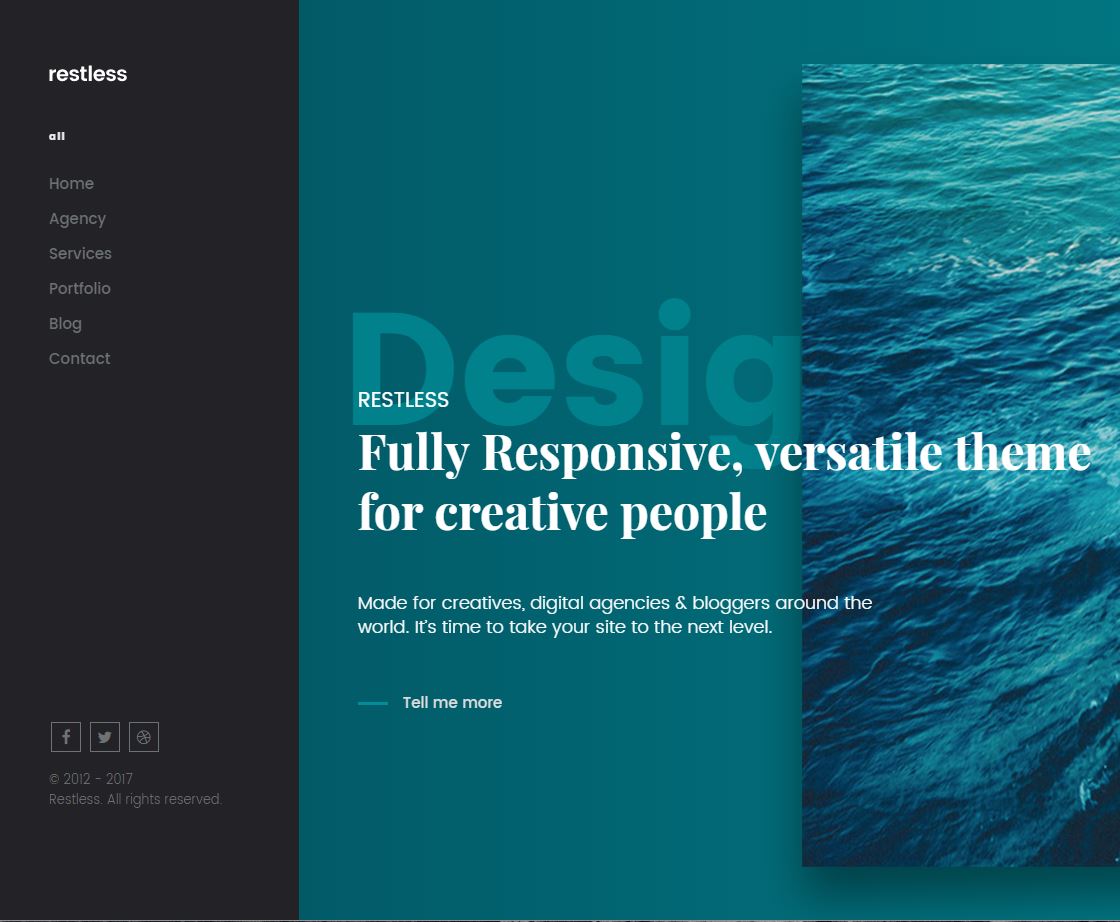 restless
all
Home
Agency
Services
Portfolio
Blog
Contact
Desig
RESTLESS
Fully Responsive, versatile theme
for creative people
Made for creatives, digital agencies & bloggers around the
world. It's time to take your site to the next level.
Tell me more
© 2012 - 2017
Restless. All rights reserved.